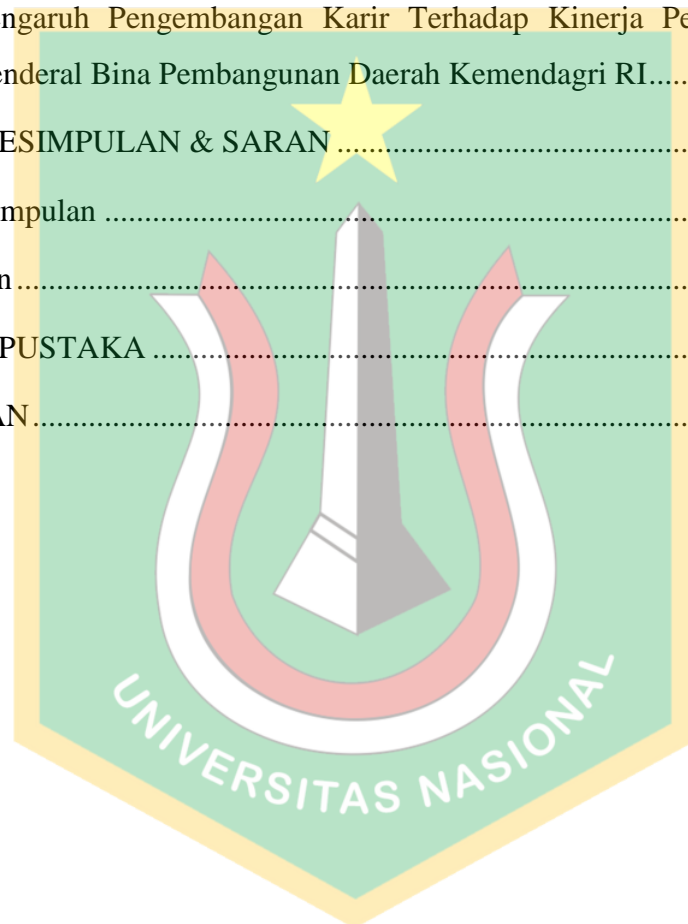 ngaruh Pengembangan Karir Terhadap Kinerja Pe
enderal Bina Pembangunan Daerah Kemendagri RI.....
ESIMPULAN & SARAN ..........................................................
mpulan ...................................................................................................
n..................................................................................................................
PUSTAKA .........................................................................................
AN..............................................................................................................
UNIVERSITAS NASIONAL